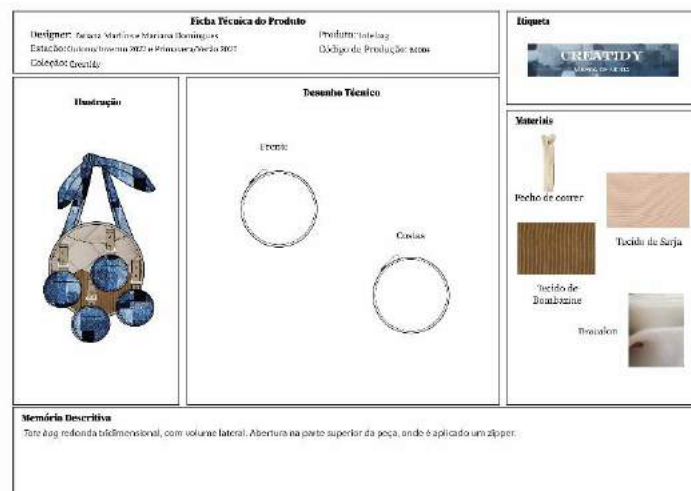 Ficha Técnica do Produto
Designer: Tatiana Martins e Mariana Domingues
Estação: Outono/Inverno 2022 e Primavera/Verão
Coleção: Creatidy
Produto: Tote bag
Código de Produção:
Etiqueta
CREATIDY
Ilustração
Desenho Técnico
Frente
Costas
Materiais
Fecho de correr
Tecido de Sarja
Tecido de
Bombazine
Dracalon
Memória Descritiva
Tote bag redonda tridimensional, com volume lateral. Abertura na parte superior da peça, onde é aplicado um zipper.